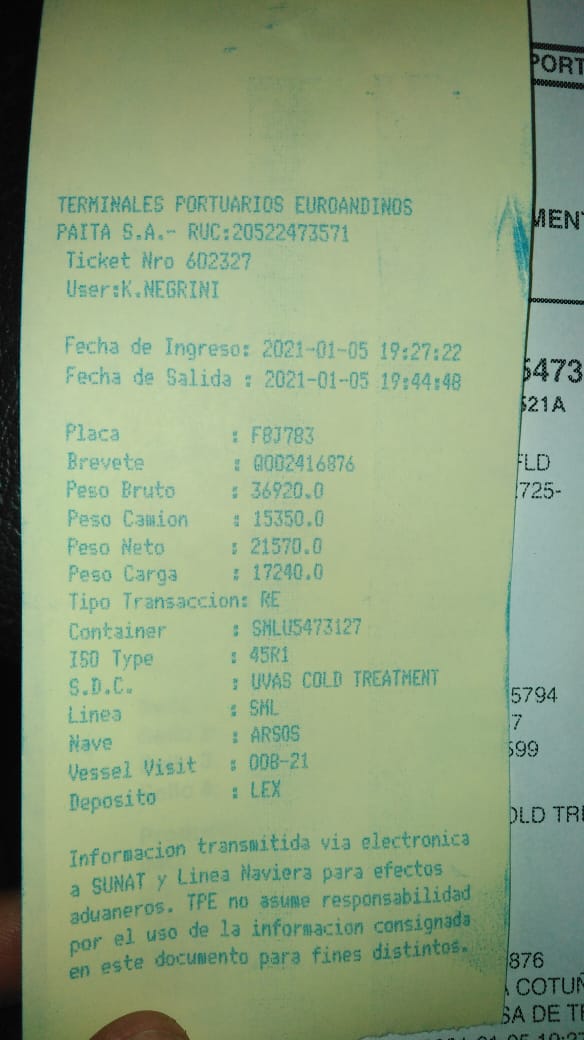 TERMINALES PORTUARIOS EUROANDINOS
PAITA S.A.- RUC:20522473571
Ticket Nro 602327
User:K.NEGRINI
Fecha de Ingreso: 2021-01-05 19:27:22
Fecha de Salida : 2021-01-05 19:44:48
Placa : F8J783
Brevete : Q002416876
Peso Bruto : 36920.0
Peso Camion : 15350.0
Peso Neto : 21570.0
Peso Carga : 17240.0
Tipo Transaccion: RE
Container : SMLU5473127
ISO Type : 45R1
S.D.C. : UVAS COLD TREATMENT
Linea : SML
Nave : ARSOS
Vessel Visit : 008-21
Deposito : LEX
Informacion transmitida via electronica
a SUNAT y Linea Naviera para efectos
aduaneros. TPE no asume responsabilidad
por el uso de la informacion consignada
en este documento para fines distintos.
PORT
MENT
5473
521A
FLD
725-
5794
7
599
OLD TRE
876
A COTUÑ
SA DE TR